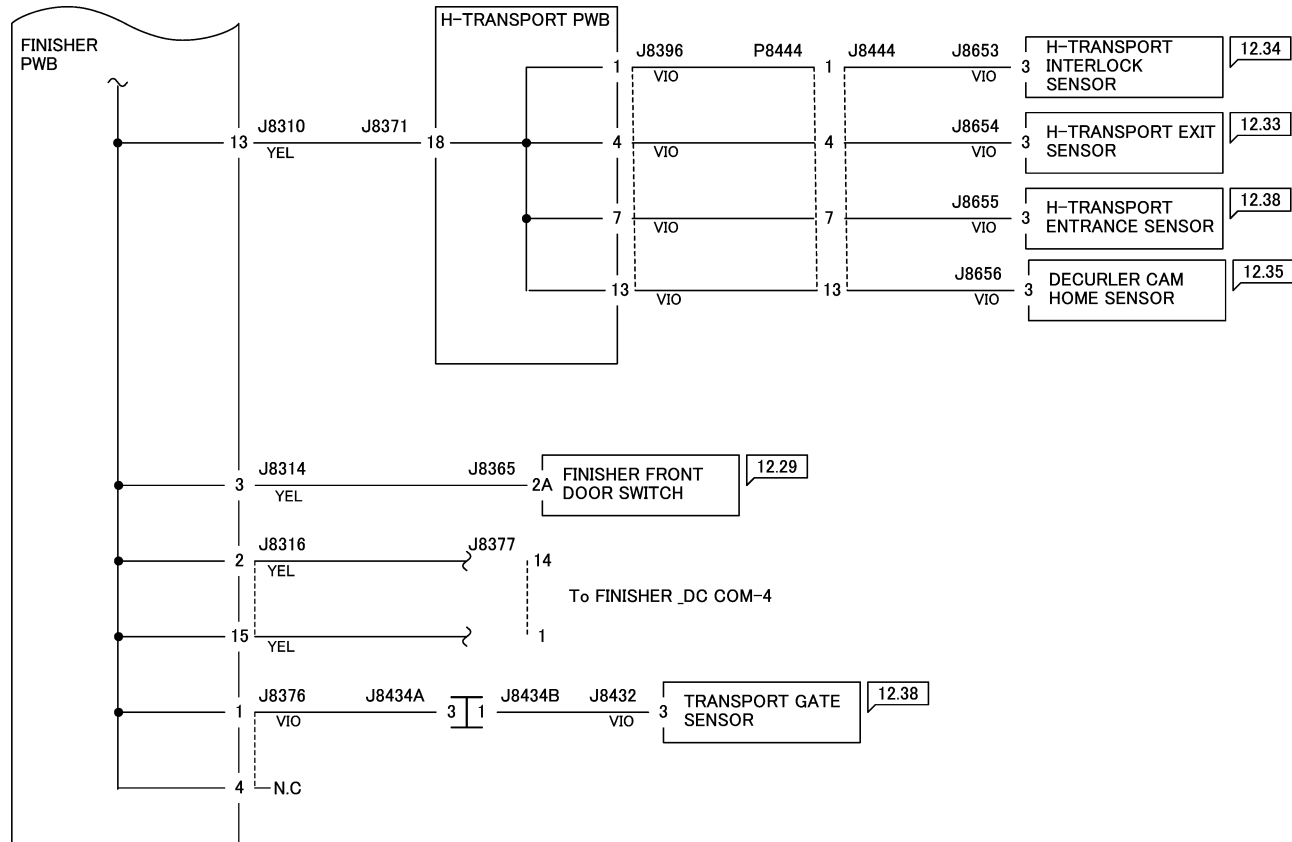 FINISHER
PWB
H-TRANSPORT PWB
1
J8396
VIO
P8444
1
J8444
J8653
VIO
3
H-TRANSPORT
INTERLOCK
SENSOR
12.34
13
J8310
YEL
J8371
18
4
VIO
4
J8654
VIO
3
H-TRANSPORT EXIT
SENSOR
12.33
7
VIO
7
J8655
VIO
3
H-TRANSPORT
ENTRANCE SENSOR
12.38
13
VIO
13
J8656
VIO
3
DECURLER CAM
HOME SENSOR
12.35
3
J8314
YEL
J8365
2A
FINISHER FRONT
DOOR SWITCH
12.29
2
J8316
YEL
J8377
14
To FINISHER_DC COM-4
15
YEL
1
1
J8376
VIO
J8434A
3
1
J8434B
J8432
VIO
3
TRANSPORT GATE
SENSOR
12.38
4
N.C